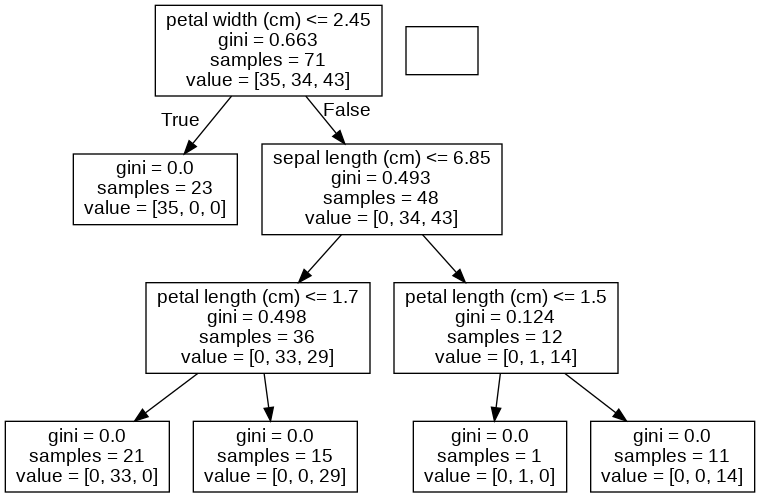 petal width (cm) <= 2.45
gini = 0.663
samples = 71
value = [35, 34, 43]
True
False
gini = 0.0
samples = 23
value = [35, 0, 0]
sepal length (cm) <= 6.85
gini = 0.493
samples = 48
value = [0, 34, 43]
petal length (cm) <= 1.7
gini = 0.498
samples = 36
value = [0, 33, 29]
petal length (cm) <= 1.5
gini = 0.124
samples = 12
value = [0, 1, 14]
gini = 0.0
samples = 21
value = [0, 33, 0]
gini = 0.0
samples = 15
value = [0, 0, 29]
gini = 0.0
samples = 1
value = [0, 1, 0]
gini = 0.0
samples = 11
value = [0, 0, 14]